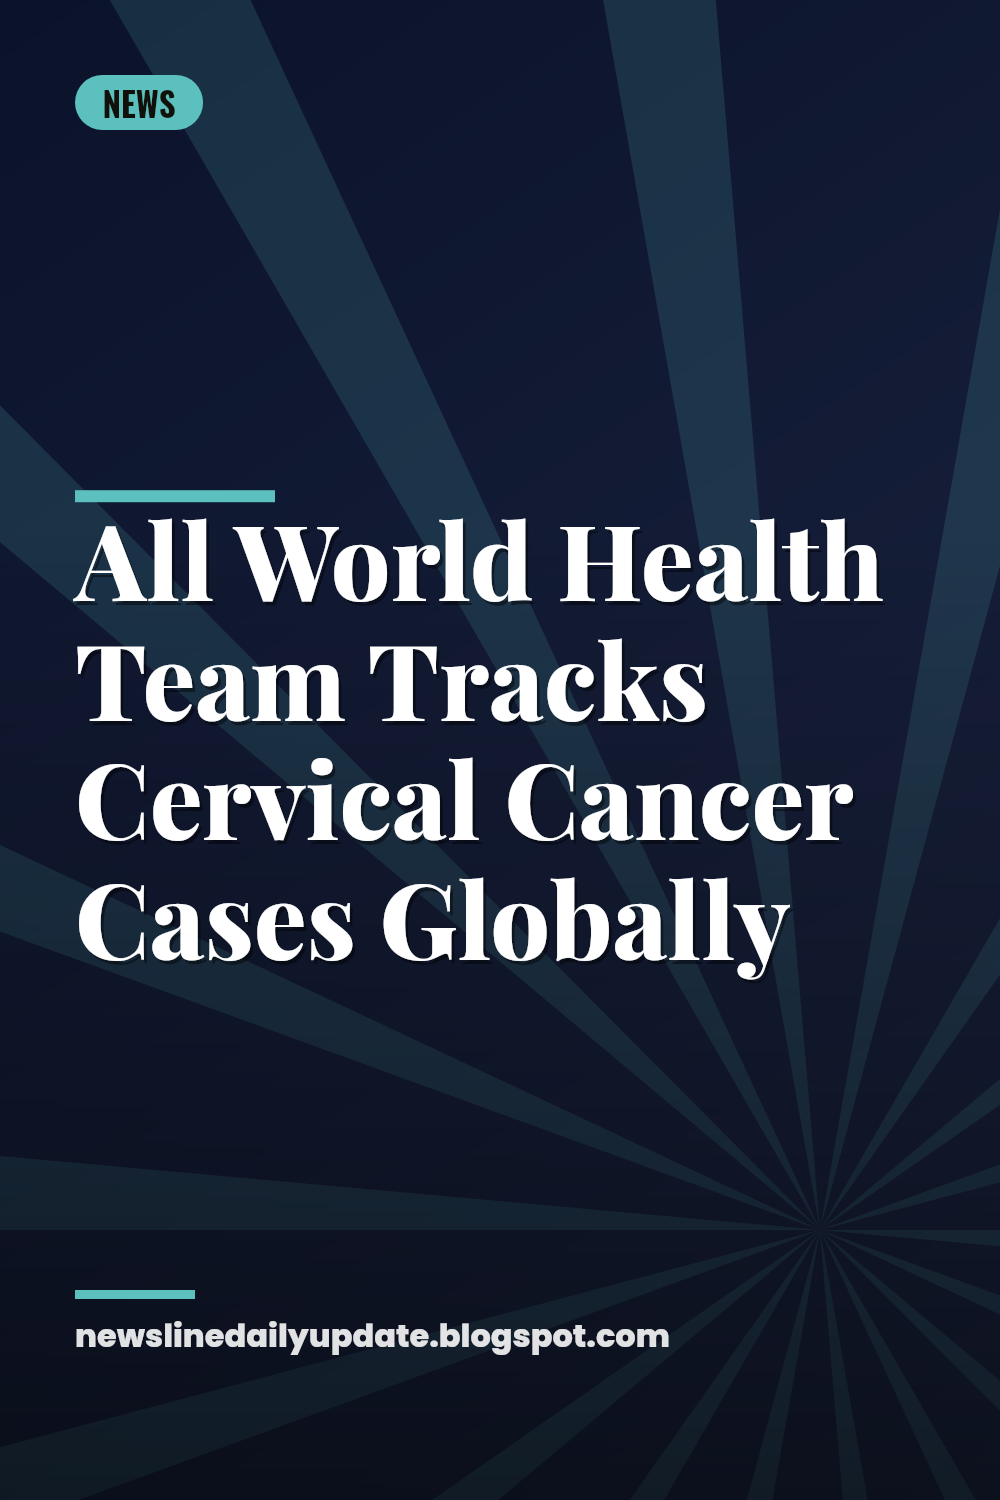 NEWS
All World Health
Team Tracks
Cervical Cancer
Cases Globally
newslinedailyupdate.blogspot.com